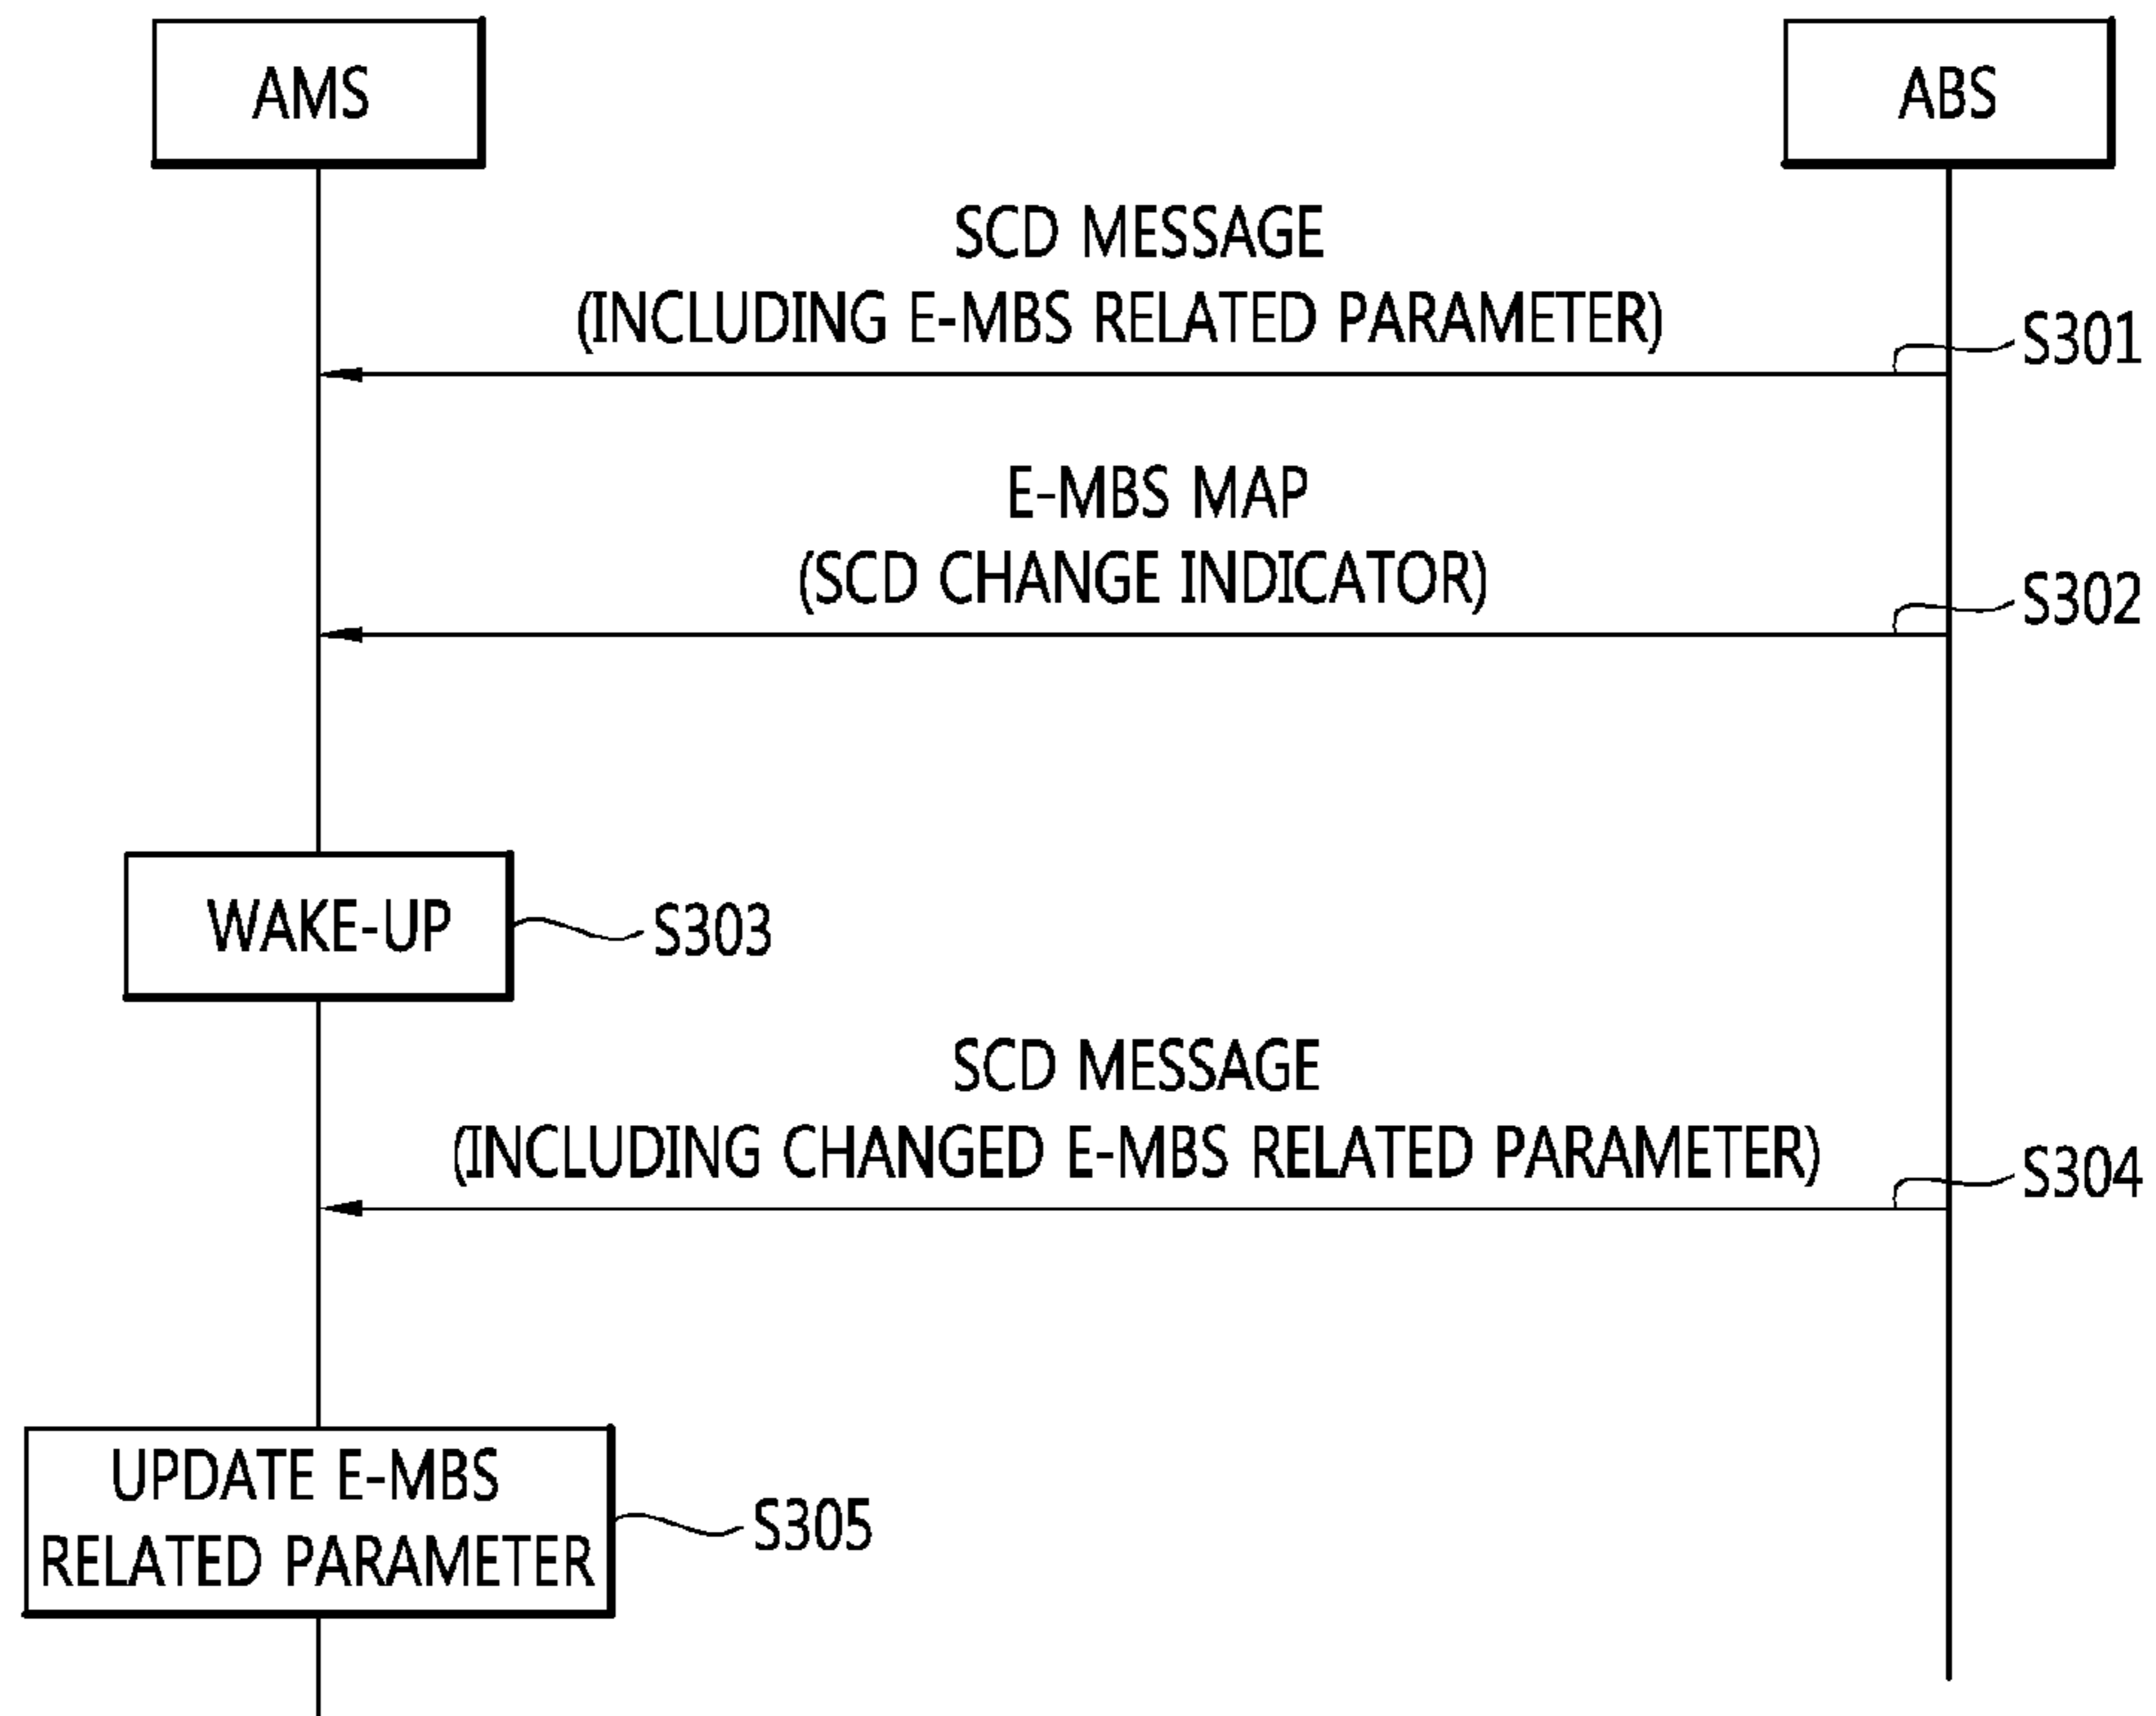 AMS
ABS
SCD MESSAGE
(INCLUDING E-MBS RELATED PARAMETER)
S301
E-MBS MAP
(SCD CHANGE INDICATOR)
S302
WAKE-UP
S303
SCD MESSAGE
(INCLUDING CHANGED E-MBS RELATED PARAMETER)
S304
UPDATE E-MBS
RELATED PARAMETER
S305